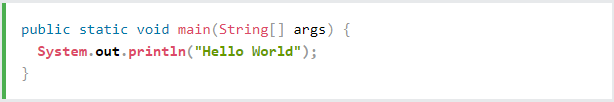 public static void main(String[] args) {
  System.out.println("Hello World");
}